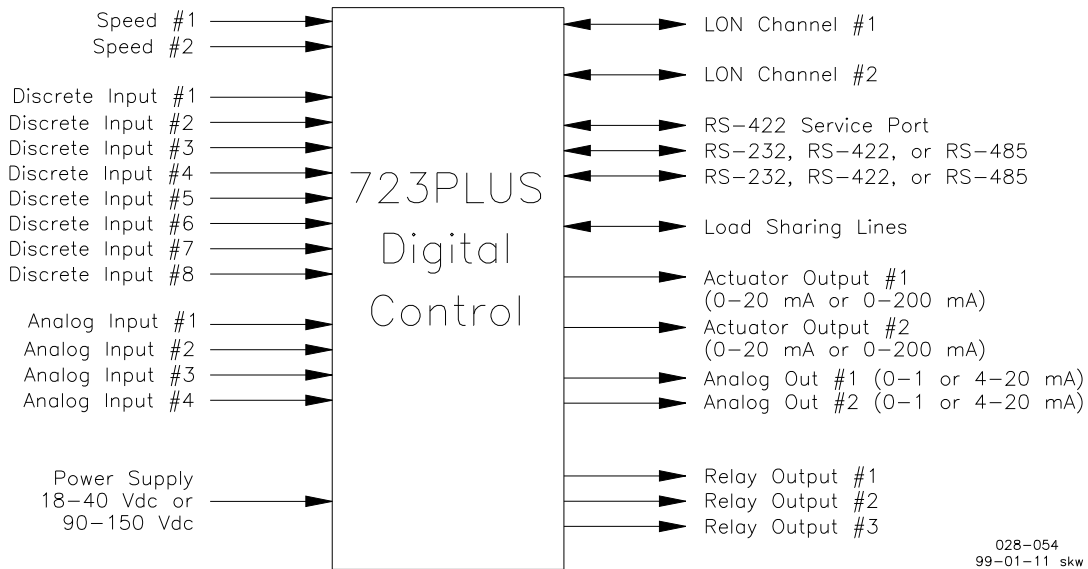 Speed #1
Speed #2
Discrete Input #1
Discrete Input #2
Discrete Input #3
Discrete Input #4
Discrete Input #5
Discrete Input #6
Discrete Input #7
Discrete Input #8
Analog Input #1
Analog Input #2
Analog Input #3
Analog Input #4
Power Supply
18-40 Vdc or
90-150 Vdc
723PLUS
Digital
Control
LON Channel #1
LON Channel #2
RS-422 Service Port
RS-232, RS-422, or RS-485
RS-232, RS-422, or RS-485
Load Sharing Lines
Actuator Output #1
(0-20 mA or 0-200 mA)
Actuator Output #2
(0-20 mA or 0-200 mA)
Analog Out #1 (0-1 or 4-20 mA)
Analog Out #2 (0-1 or 4-20 mA)
Relay Output #1
Relay Output #2
Relay Output #3
028-054
99-01-11 skw